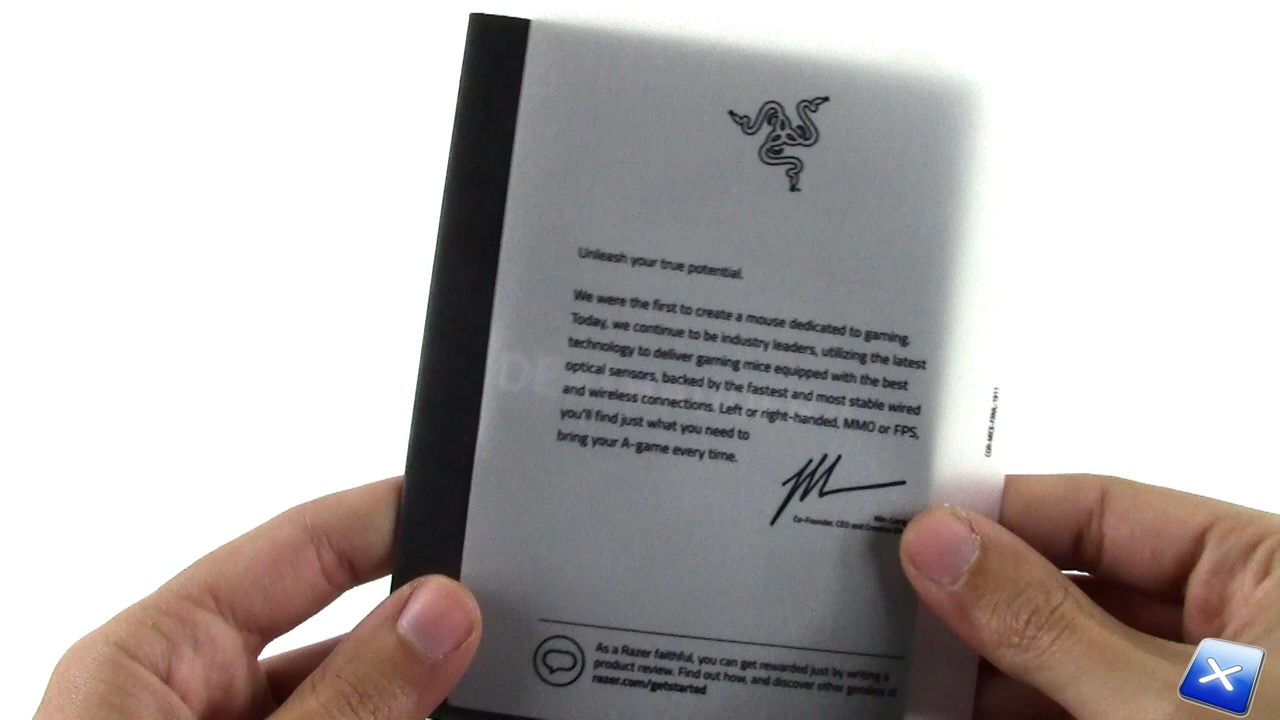 Unleash your true potential.
We were the first to create a mouse dedicated to gaming.
Today, we continue to be industry leaders, utilizing the latest
technology to deliver gaming mice equipped with the best
optical sensors, backed by the fastest and most stable wired
and wireless connections. Left or right-handed, MMO or FPS,
you'll find just what you need to
bring your A-game every time.
Co-Founder, CEO and
As a Razer faithful, you can get rewarded just by writing a
product review. Find out how, and discover other goodies at
razer.com/getstarted